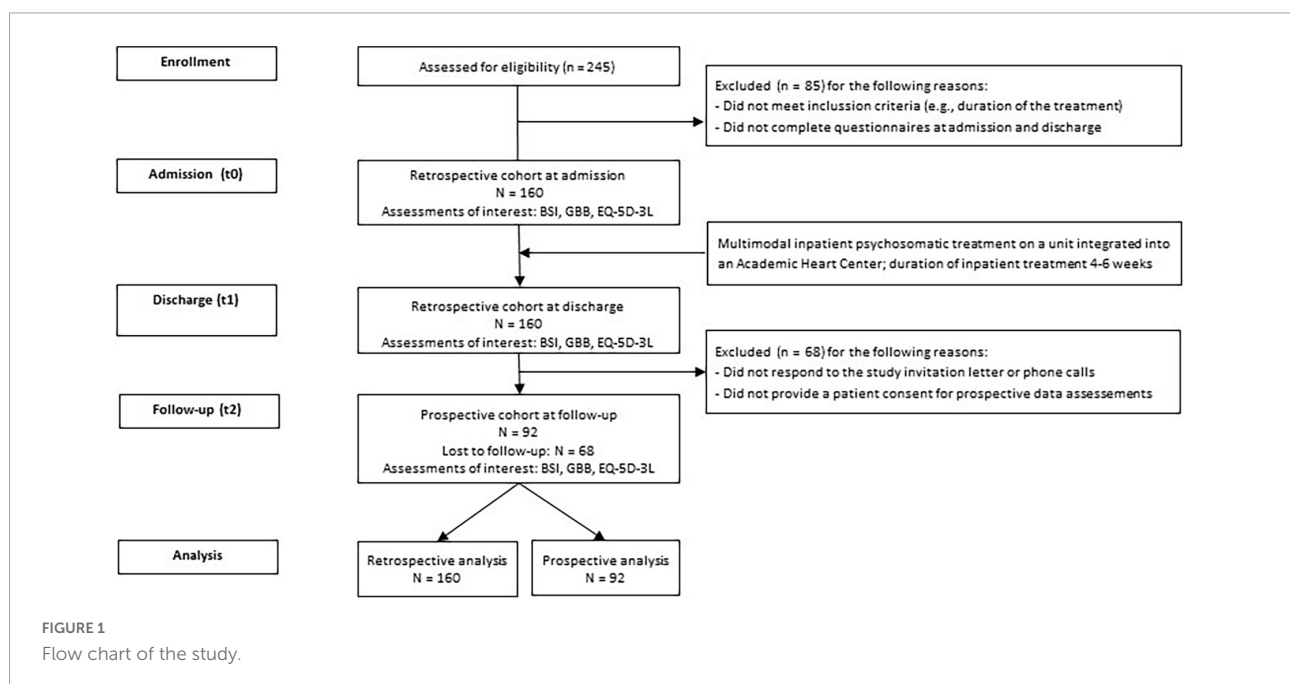 Enrollment
Assessed for eligibility (n = 245)
Excluded (n = 85) for the following reasons:
- Did not meet inclussion criteria (e.g., duration of the treatment)
- Did not complete questionnaires at admission and discharge
Admission (t0)
Retrospective cohort at admission
N = 160
Assessments of interest: BSI, GBB, EQ-5D-3L
Multimodal inpatient psychosomatic treatment on a unit integrated into
an Academic Heart Center; duration of inpatient treatment 4-6 weeks
Discharge (t1)
Retrospective cohort at discharge
N = 160
Assessments of interest: BSI, GBB, EQ-5D-3L
Excluded (n = 68) for the following reasons:
- Did not respond to the study invitation letter or phone calls
- Did not provide a patient consent for prospective data assessements
Follow-up (t2)
Prospective cohort at follow-up
N = 92
Lost to follow-up: N = 68
Assessments of interest: BSI, GBB, EQ-5D-3L
Analysis
Retrospective analysis
N = 160
Prospective analysis
N = 92
FIGURE 1
Flow chart of the study.